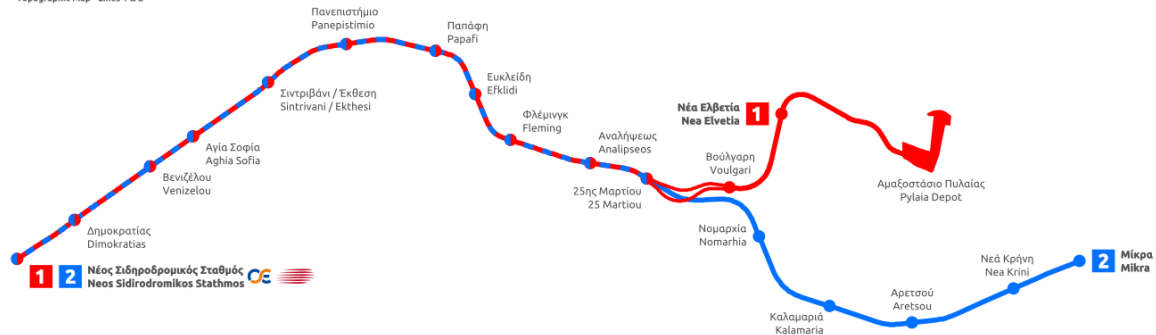 Πανεπιστήμιο
Panepistimio
Παπάφη
Papafi
Σιντριβάνι / Έκθεση
Sintrivani / Ekthesi
Ευκλείδη
Efklidi
Αγία Σοφία
Aghia Sofia
Φλέμινγκ
Fleming
Νέα Ελβετία
Nea Elvetia
1
Βενιζέλου
Venizelou
Αναλήψεως
Analipseos
Βούλγαρη
Voulgari
25ης Μαρτίου
25 Martiou
Αμαξοστάσιο Πυλαίας
Pylaia Depot
Δημοκρατίας
Dimokratias
Νομαρχία
Nomarhia
1 2
Νέος Σιδηροδρομικός Σταθμός
Neos Sidirodromikos Stathmos
Καλαμαριά
Kalamaria
Αρετσού
Aretsou
Νεά Κρήνη
Nea Krini
2
Μίκρα
Mikra